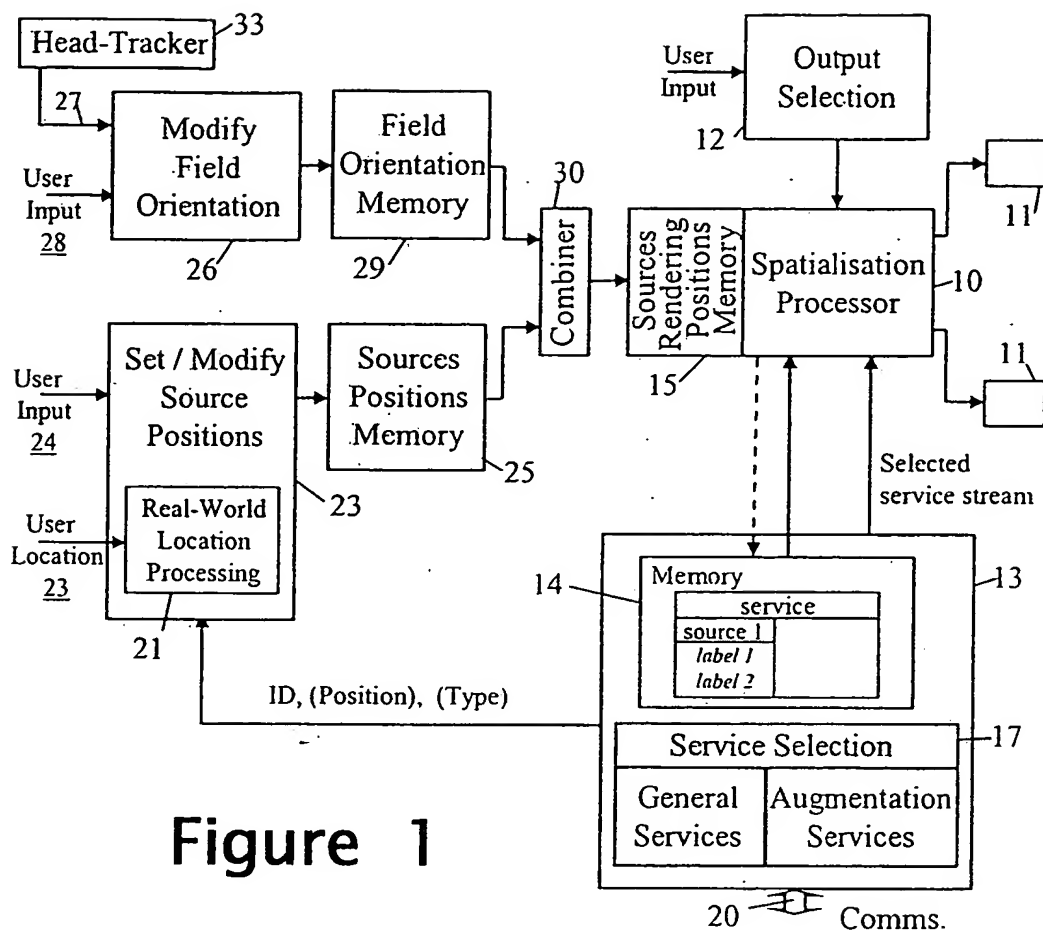 33
Head-Tracker
27
Modify
Field
Orientation
26
User
Input
28
Field
Orientation
Memory
29
30
Combiner
User
Input
Output
Selection
12
Sources
Rendering
Positions
Memory
15
Spatialisation
Processor
10
11
11
User
Input
24
Set / Modify
Source
Positions
23
Sources
Positions
Memory
25
User
Location
23
Real-World
Location
Processing
21
Selected
service stream
13
14
Memory
service
source 1
label 1
label 2
ID, (Position), (Type)
17
Service Selection
General
Services
Augmentation
Services
20
Comms.
Figure 1